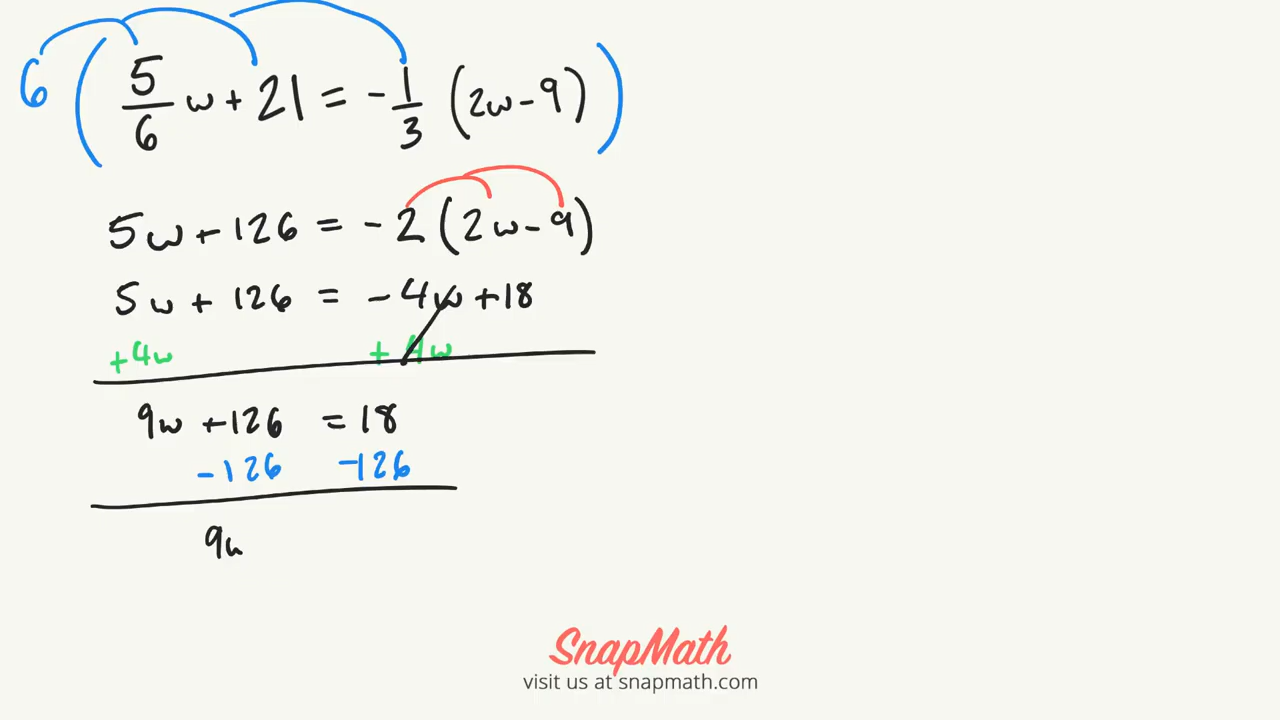 6 ( 5/6 w + 21 = - 1/3 (2w - 9) )
5w + 126 = - 2 (2w - 9)
5w + 126 = - 4w + 18
+4w + 4w
9w + 126 = 18
-126 -126
9w
SnapMath
visit us at snapmath.com